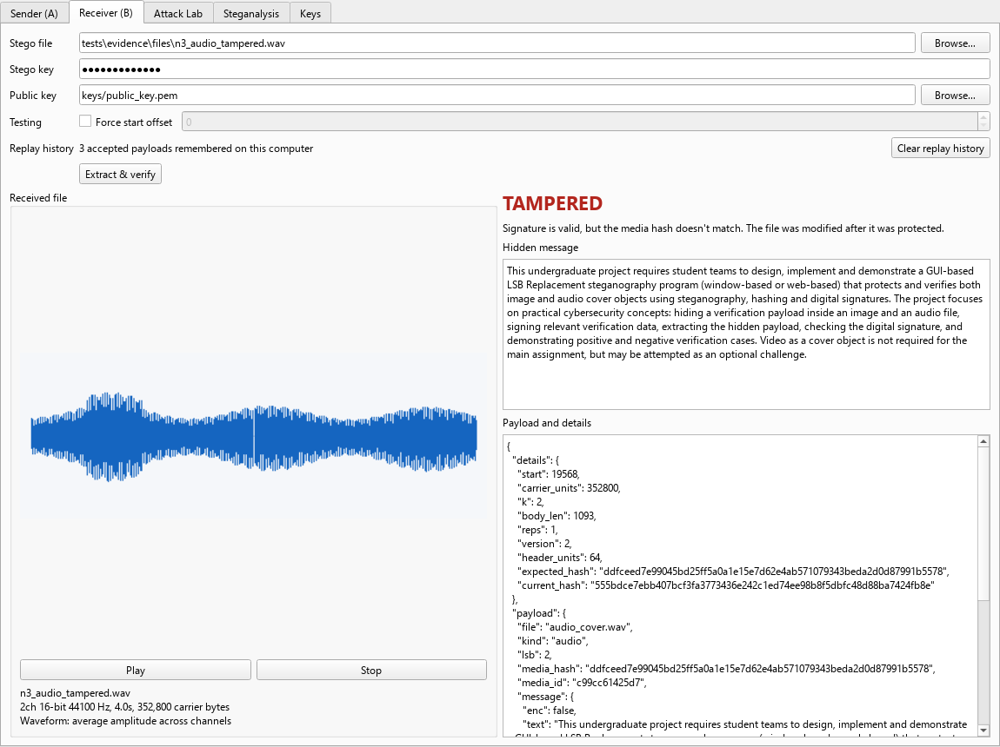 Sender (A) Receiver (B) Attack Lab Steganalysis Keys
Stego file tests\evidence\files\n3_audio_tampered.wav Browse...
Stego key ●●●●●●●●●●●●●
Public key keys/public_key.pem Browse...
Testing Force start offset 0
Replay history 3 accepted payloads remembered on this computer Clear replay history
Extract & verify
Received file
TAMPERED
Signature is valid, but the media hash doesn't match. The file was modified after it was protected.
Hidden message
This undergraduate project requires student teams to design, implement and demonstrate a GUI-based
LSB Replacement steganography program (window-based or web-based) that protects and verifies both
image and audio cover objects using steganography, hashing and digital signatures. The project focuses
on practical cybersecurity concepts: hiding a verification payload inside an image and an audio file,
signing relevant verification data, extracting the hidden payload, checking the digital signature, and
demonstrating positive and negative verification cases. Video as a cover object is not required for the
main assignment, but may be attempted as an optional challenge.
Payload and details
{
"details": {
"start": 19568,
"carrier_units": 352800,
"k": 2,
"body_len": 1093,
"reps": 1,
"version": 2,
"header_units": 64,
"expected_hash": "ddfceed7e99045bd25ff5a0a1e15e7d62e4ab571079343beda2d0d87991b5578",
"current_hash": "555bdce7ebb407bcf3fa3773436e242c1ed74ee98b8f5dbfc48d88ba7424fb8e"
},
"payload": {
"file": "audio_cover.wav",
"kind": "audio",
"lsb": 2,
"media_hash": "ddfceed7e99045bd25ff5a0a1e15e7d62e4ab571079343beda2d0d87991b5578",
"media_id": "c99cc61425d7",
"message": {
"enc": false,
"text": "This undergraduate project requires student teams to design, implement and demonstrate
Play Stop
n3_audio_tampered.wav
2ch 16-bit 44100 Hz, 4.0s, 352,800 carrier bytes
Waveform: average amplitude across channels